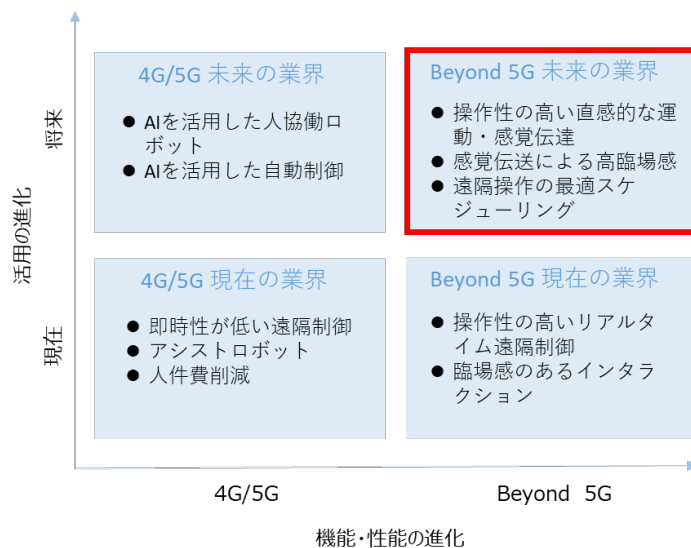 活用の進化
将来
4G/5G 未来の業界
● AIを活用した人協働ロ
ボット
● AIを活用した自動制御
Beyond 5G 未来の業界
● 操作性の高い直感的な運
動・感覚伝達
● 感覚伝送による高臨場感
● 遠隔操作の最適スケ
ジューリング
現在
4G/5G 現在の業界
● 即時性が低い遠隔制御
● アシストロボット
● 人件費削減
Beyond 5G 現在の業界
● 操作性の高いリアルタ
イム遠隔制御
● 臨場感のあるインタラ
クション
4G/5G
Beyond 5G
機能・性能の進化